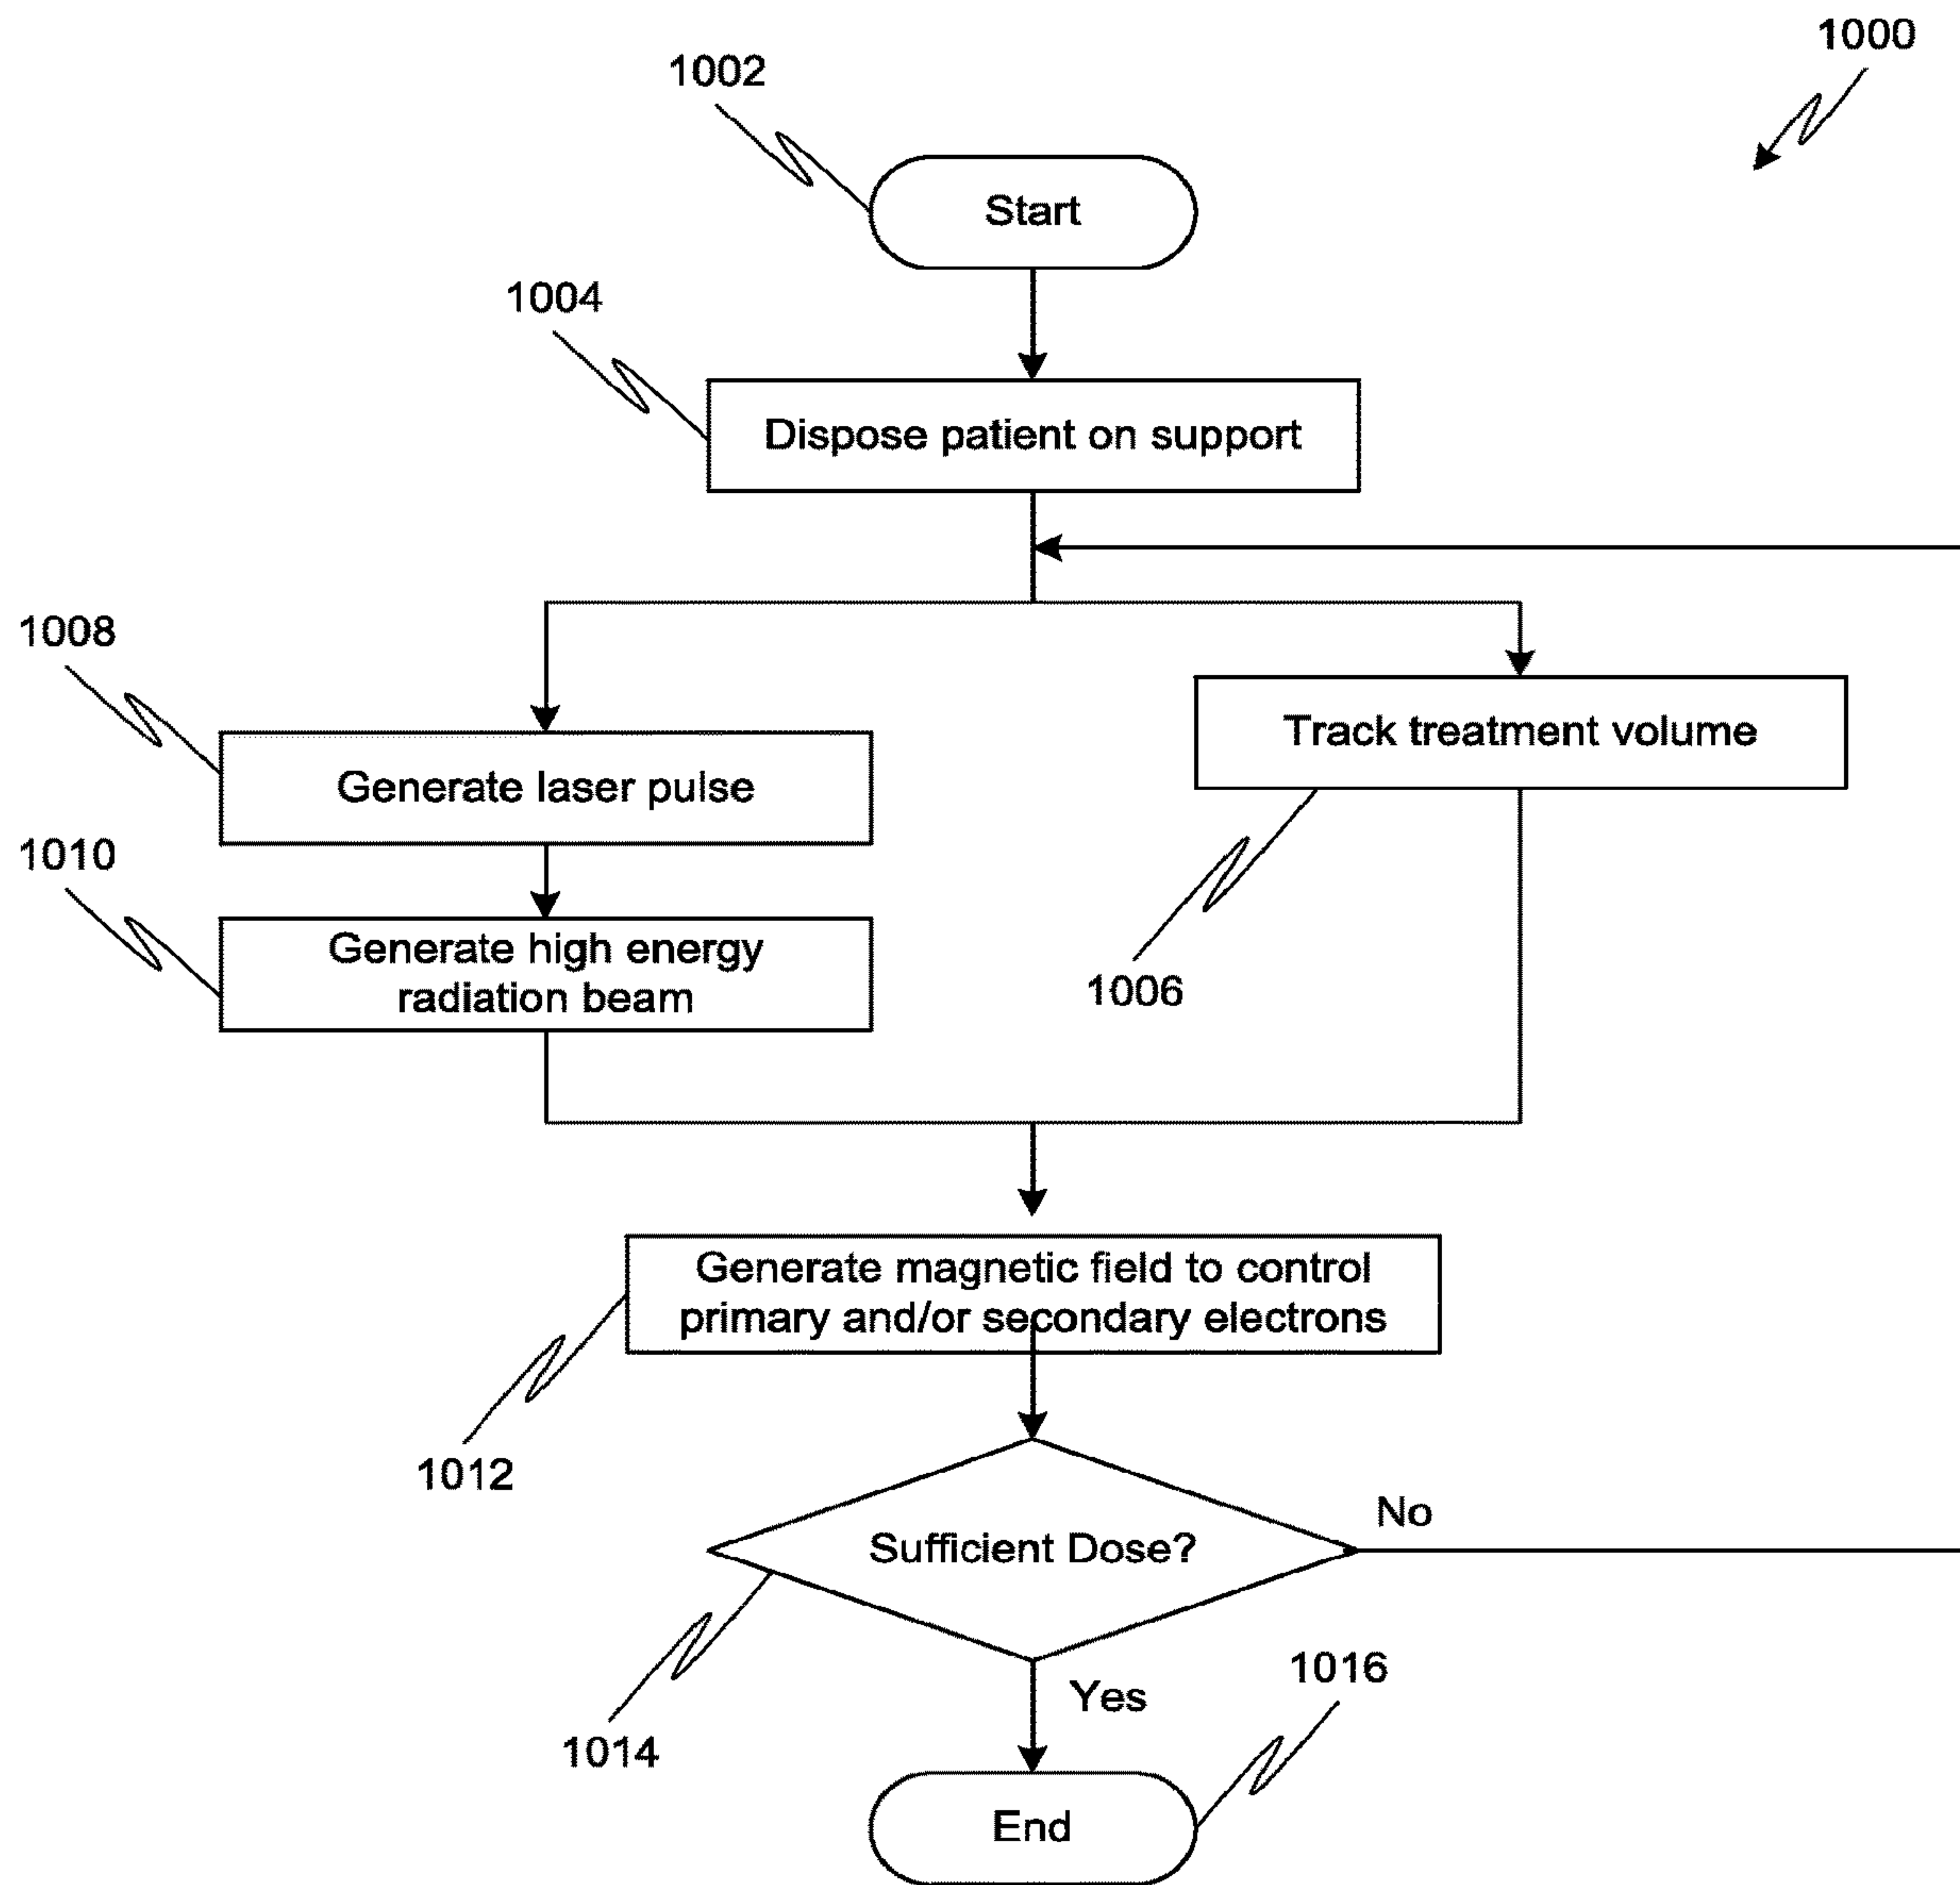 1000
1002
Start
1004
Dispose patient on support
1008
Track treatment volume
Generate laser pulse
1010
Generate high energy
radiation beam
1006
Generate magnetic field to control
primary and/or secondary electrons
1012
No
Sufficient Dose?
1016
Yes
1014
End